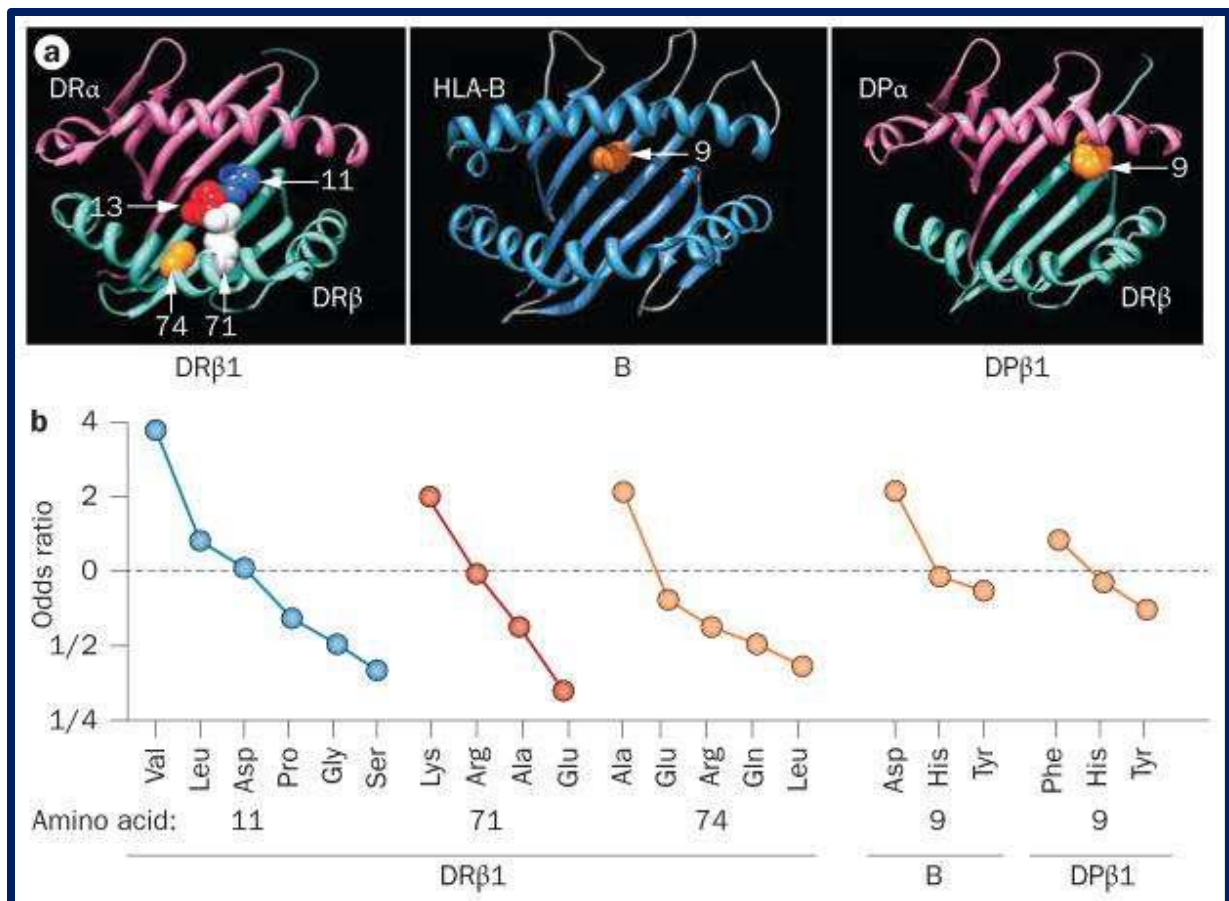 a
DRα
11
13
74
71
DRβ
DRβ1
HLA-B
9
B
DPα
9
DRβ
DPβ1
b
Odds ratio
4
2
0
1/2
1/4
Val Leu Asp Pro Gly Ser Lys Arg Ala Glu Ala Glu Arg Gln Leu Asp His Tyr Phe His Tyr
Amino acid: 11 71 74 9 9
DRβ1 B DPβ1